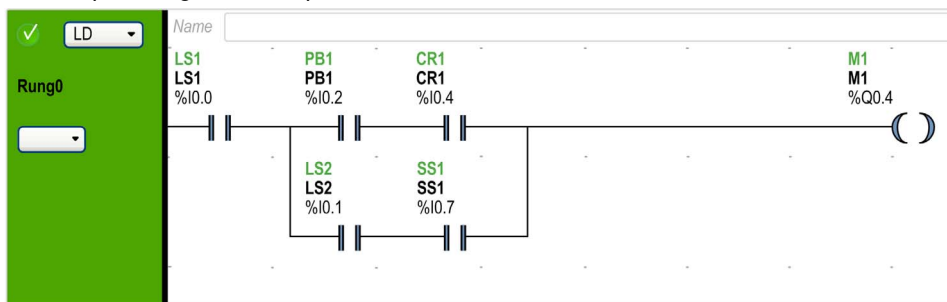 LD
Name
Rung0
LS1
LS1
%I0.0
PB1
PB1
%I0.2
CR1
CR1
%I0.4
M1
M1
%Q0.4
LS2
LS2
%I0.1
SS1
SS1
%I0.7